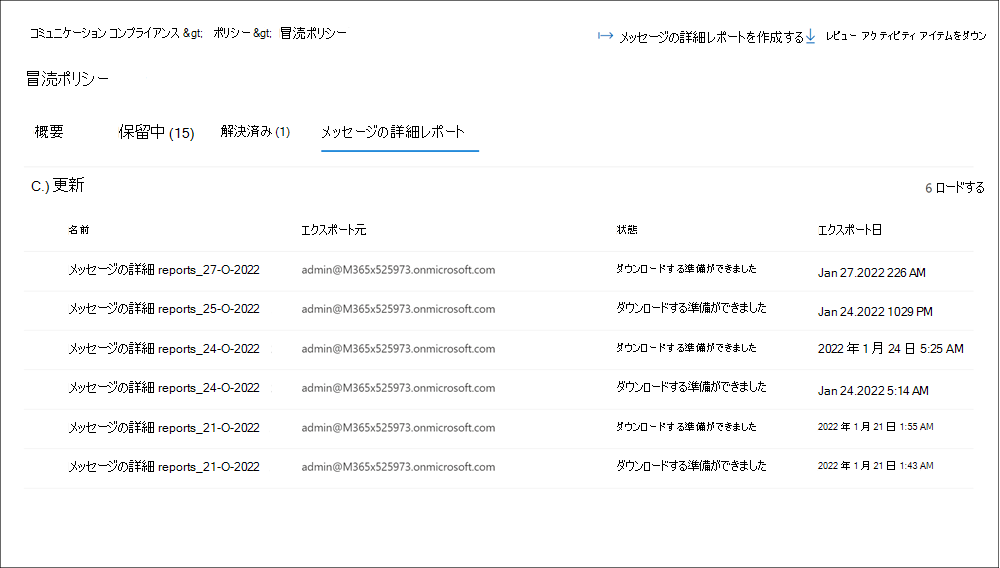 コミュニケーション コンプライアンス &gt; ポリシー &gt; 冒涜ポリシー
メッセージの詳細レポートを作成する レビュー アクティビティ アイテムをダウン
冒涜ポリシー
概要 保留中 (15) 解決済み (1) メッセージの詳細レポート
C.) 更新 6 ロードする
名前 エクスポート元 状態 エクスポート日
メッセージの詳細 reports_27-O-2022 admin@M365x525973.onmicrosoft.com ダウンロードする準備ができました Jan 27.2022 226 AM
メッセージの詳細 reports_25-O-2022 admin@M365x525973.onmicrosoft.com ダウンロードする準備ができました Jan 24.2022 1029 PM
メッセージの詳細 reports_24-O-2022 admin@M365x525973.onmicrosoft.com ダウンロードする準備ができました 2022 年 1 月 24 日 5:25 AM
メッセージの詳細 reports_24-O-2022 admin@M365x525973.onmicrosoft.com ダウンロードする準備ができました Jan 24.2022 5:14 AM
メッセージの詳細 reports_21-O-2022 admin@M365x525973.onmicrosoft.com ダウンロードする準備ができました 2022 年 1 月 21 日 1:55 AM
メッセージの詳細 reports_21-O-2022 admin@M365x525973.onmicrosoft.com ダウンロードする準備ができました 2022 年 1 月 21 日 1:43 AM